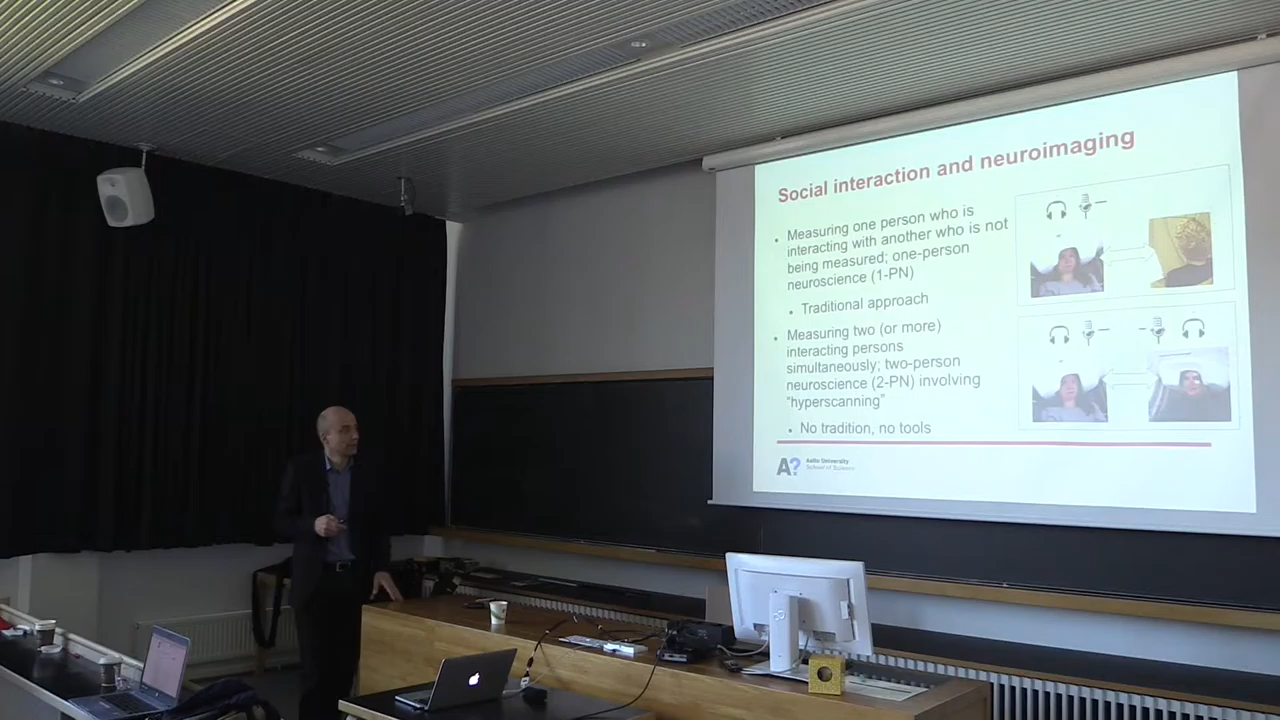 Social interaction and neuroimaging
• Measuring one person who is
interacting with another who is not
being measured; one-person
neuroscience (1-PN)
• Traditional approach
• Measuring two (or more)
interacting persons
simultaneously; two-person
neuroscience (2-PN) involving
"hyperscanning"
• No tradition, no tools
A?
Aalto University
School of Science